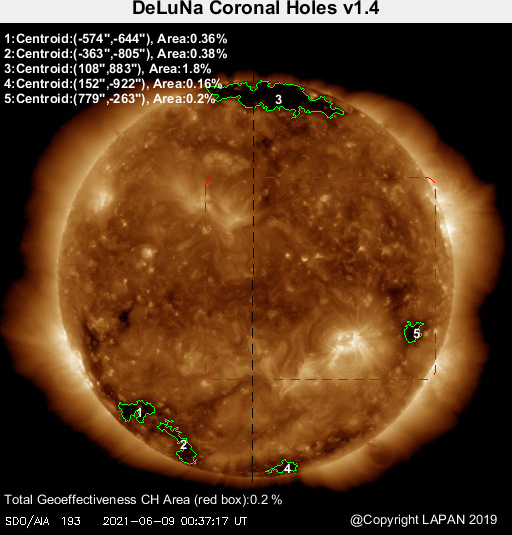 DeLuNa Coronal Holes v1.4
1:Centroid:(-574",-644"), Area:0.36%
2:Centroid:(-363",-805"), Area:0.38%
3:Centroid:(108",883"), Area:1.8%
4:Centroid:(152",-922"), Area:0.16%
5:Centroid:(779",-263"), Area:0.2%
3
5
1
2
4
Total Geoeffectiveness CH Area (red box):0.2 %
SDO/AIA 193 2021-06-09 00:37:17 UT
@Copyright LAPAN 2019